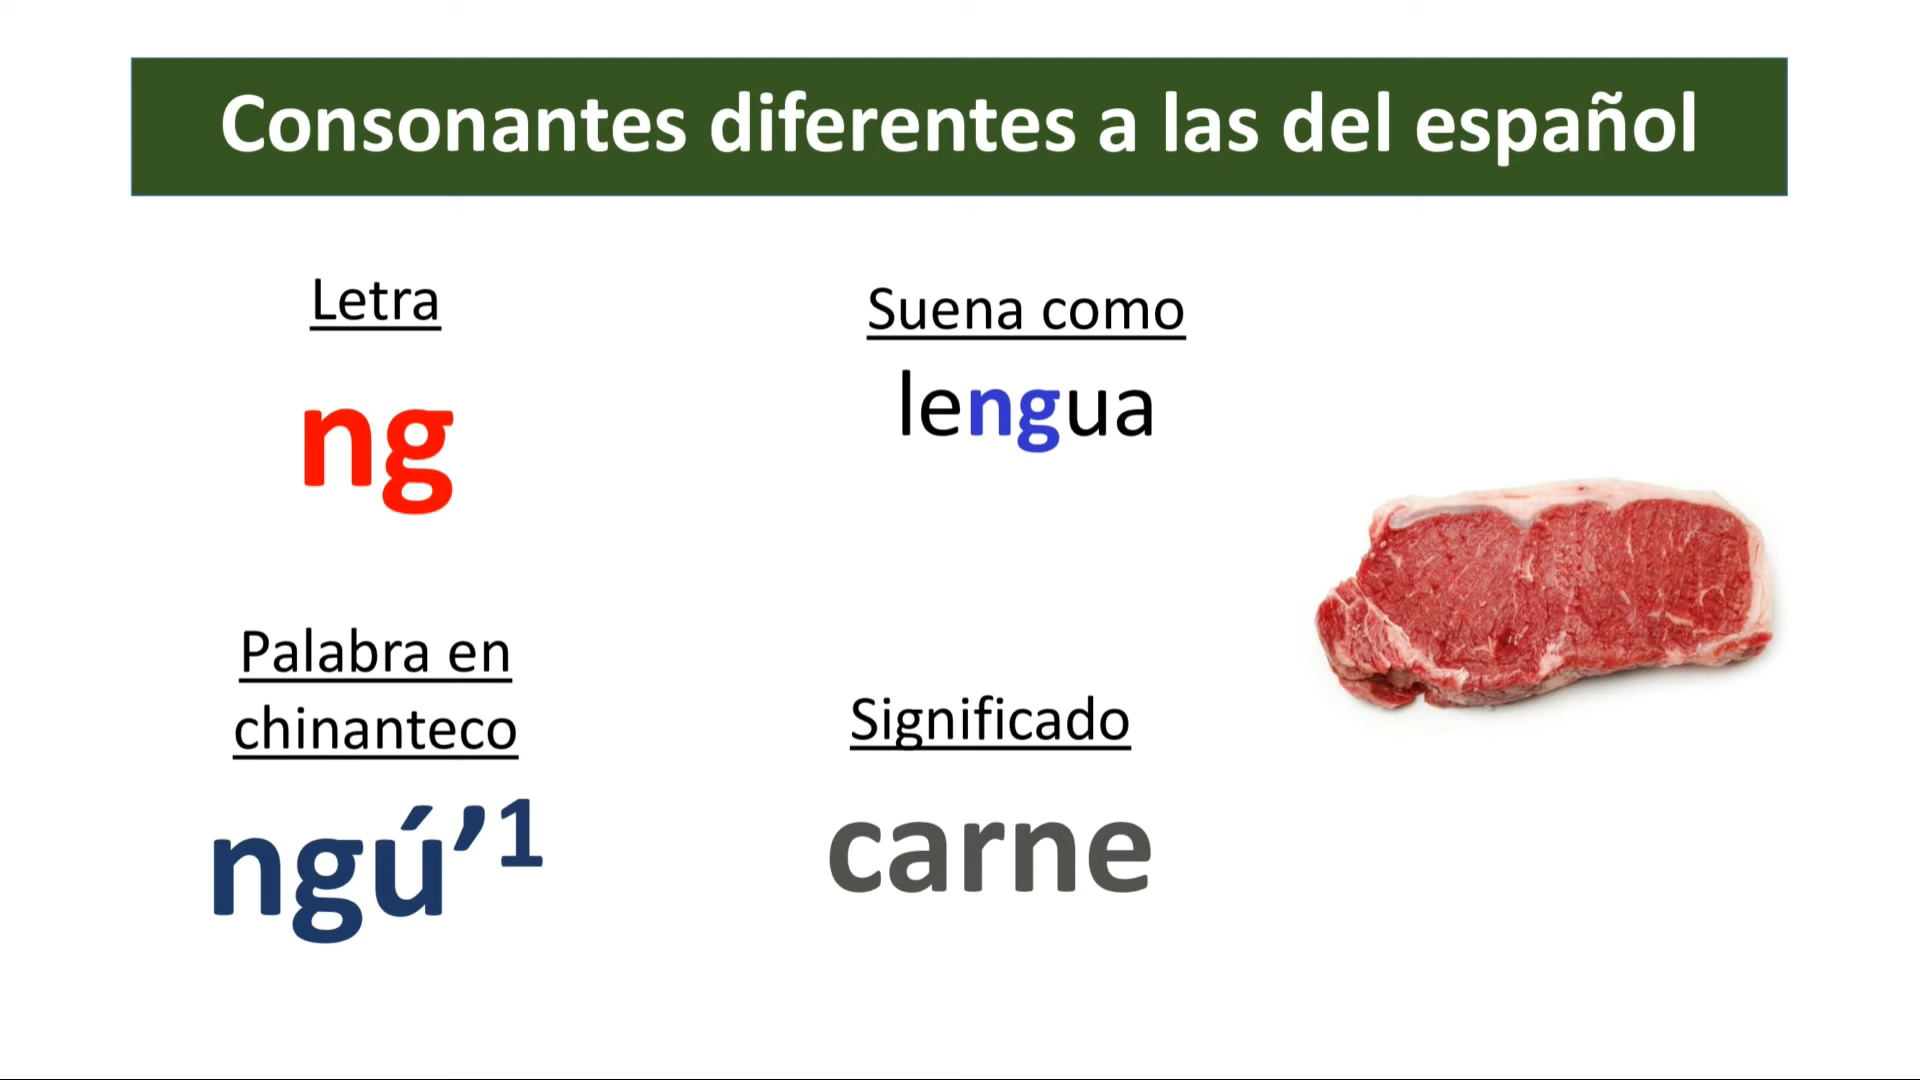 Consonantes diferentes a las del español
Letra
ng
Suena como
lengua
Palabra en
chinanteco
ngú’¹
Significado
carne